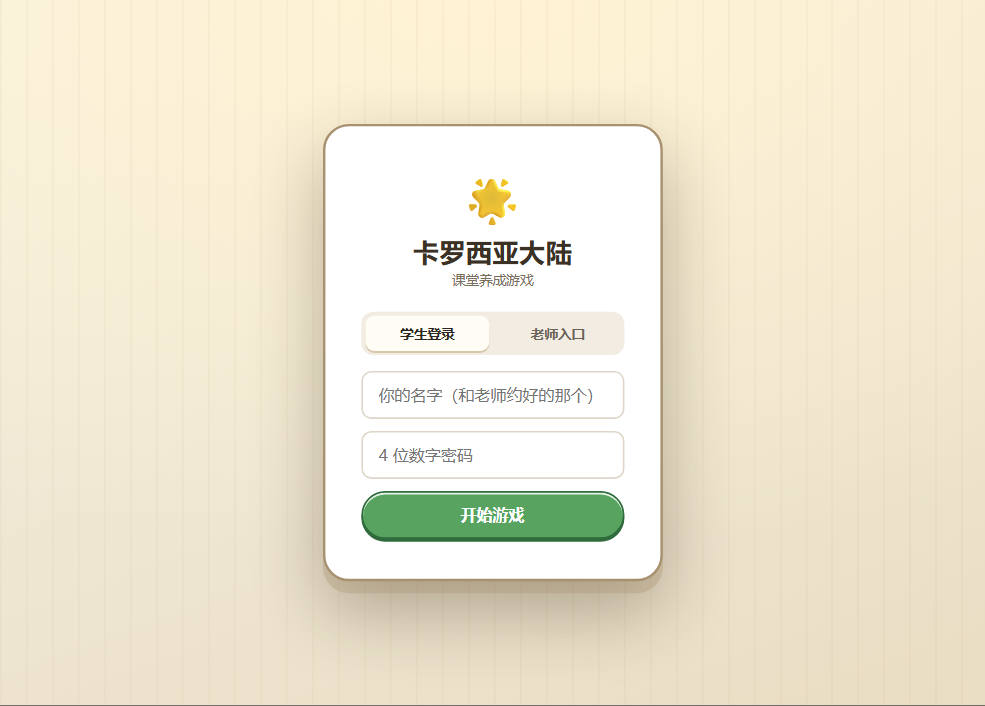 卡罗西亚大陆
课堂养成游戏
学生登录 老师入口
你的名字（和老师约好的那个）
4 位数字密码
开始游戏